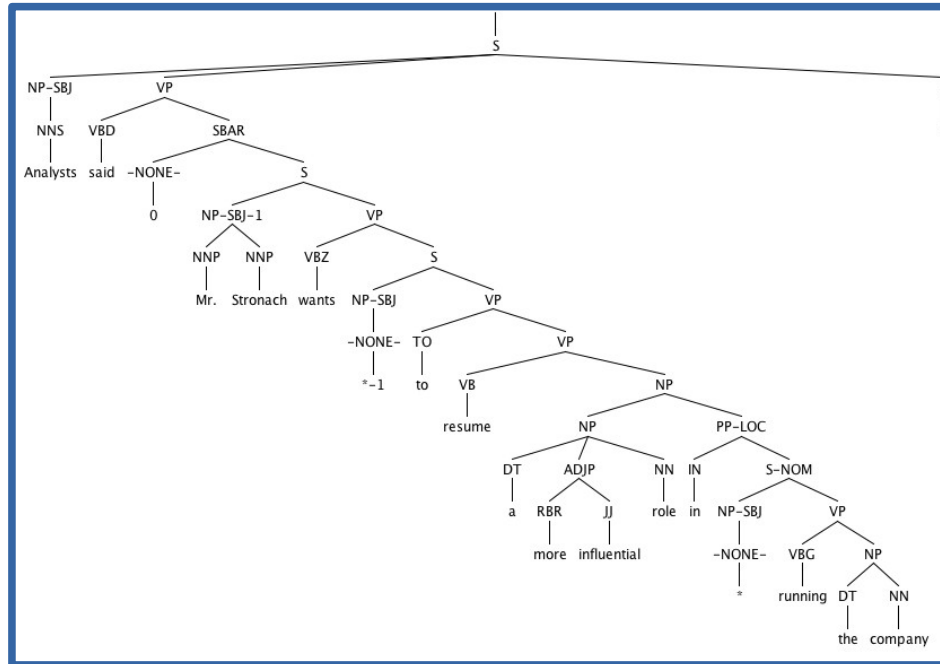 S
NP-SBJ VP
NNS VBD SBAR
Analysts said -NONE- S
0 NP-SBJ-1 VP
NNP NNP VBZ S
Mr. Stronach wants NP-SBJ VP
-NONE- TO VP
*-1 to VB NP
resume NP PP-LOC
DT ADJP NN IN S-NOM
a RBR JJ role in NP-SBJ VP
more influential -NONE- VBG NP
* running DT NN
the company